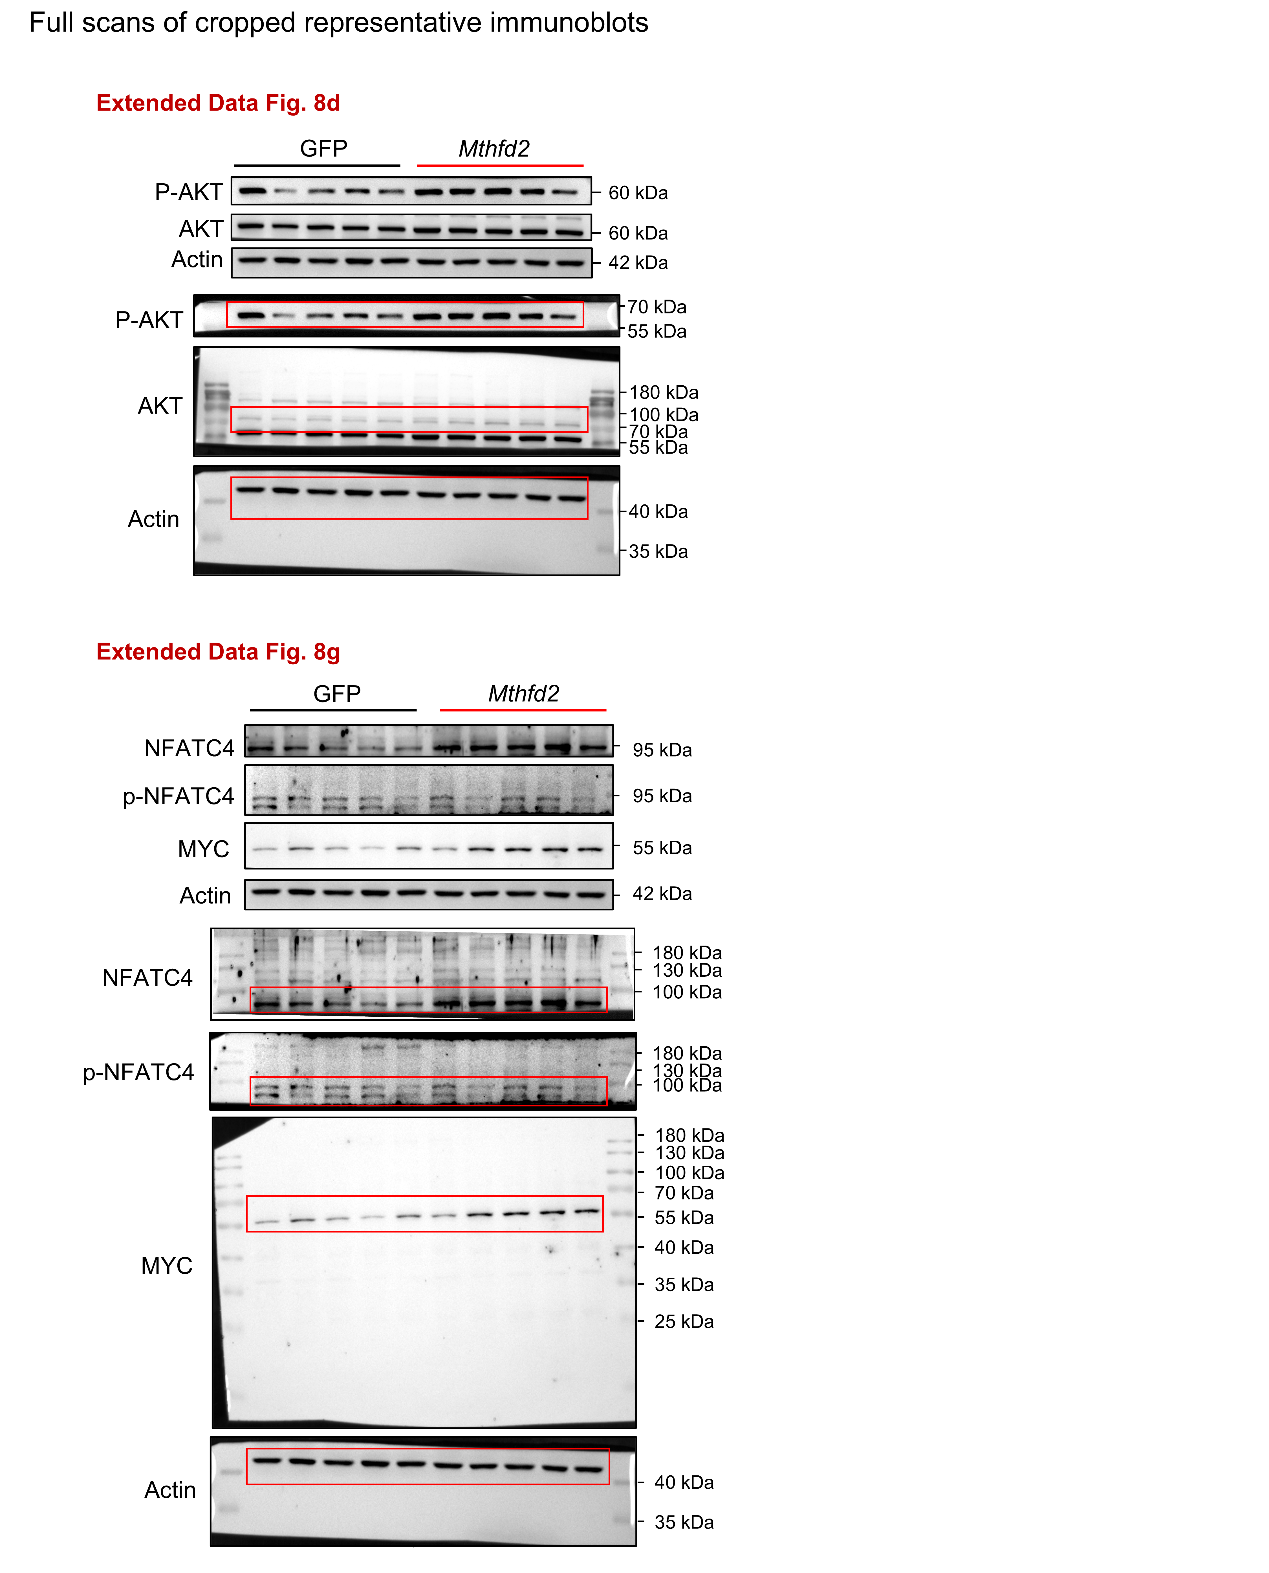 Full scans of cropped representative immunoblots
Extended Data Fig. 8d
GFP Mthfd2
P-AKT 60 kDa
AKT 60 kDa
Actin 42 kDa
P-AKT
70 kDa
55 kDa
AKT
180 kDa
100 kDa
70 kDa
55 kDa
Actin
40 kDa
35 kDa
Extended Data Fig. 8g
GFP Mthfd2
NFATC4 95 kDa
p-NFATC4 95 kDa
MYC 55 kDa
Actin 42 kDa
NFATC4
180 kDa
130 kDa
100 kDa
p-NFATC4
180 kDa
130 kDa
100 kDa
MYC
180 kDa
130 kDa
100 kDa
70 kDa
55 kDa
40 kDa
35 kDa
25 kDa
Actin
40 kDa
35 kDa